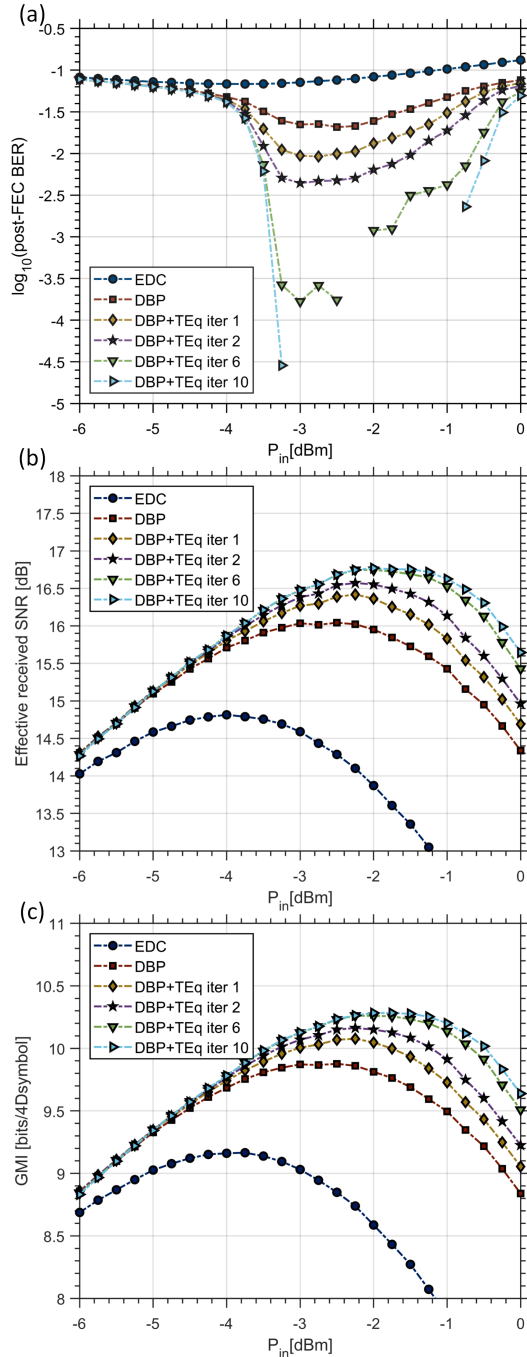 (a)
-0.5
-1
-1.5
-2
-2.5
-3
-3.5
-4
-4.5
-5
log10(post-FEC BER)
EDC
DBP
DBP+TEq iter 1
DBP+TEq iter 2
DBP+TEq iter 6
DBP+TEq iter 10
-6 -5 -4 -3 -2 -1 0
Pin[dBm]
(b)
18
17.5
17
16.5
16
15.5
15
14.5
14
13.5
13
Effective received SNR [dB]
EDC
DBP
DBP+TEq iter 1
DBP+TEq iter 2
DBP+TEq iter 6
DBP+TEq iter 10
-6 -5 -4 -3 -2 -1 0
Pin[dBm]
(c)
11
10.5
10
9.5
9
8.5
8
GMI [bits/4Dsymbol]
EDC
DBP
DBP+TEq iter 1
DBP+TEq iter 2
DBP+TEq iter 6
DBP+TEq iter 10
-6 -5 -4 -3 -2 -1 0
Pin[dBm]